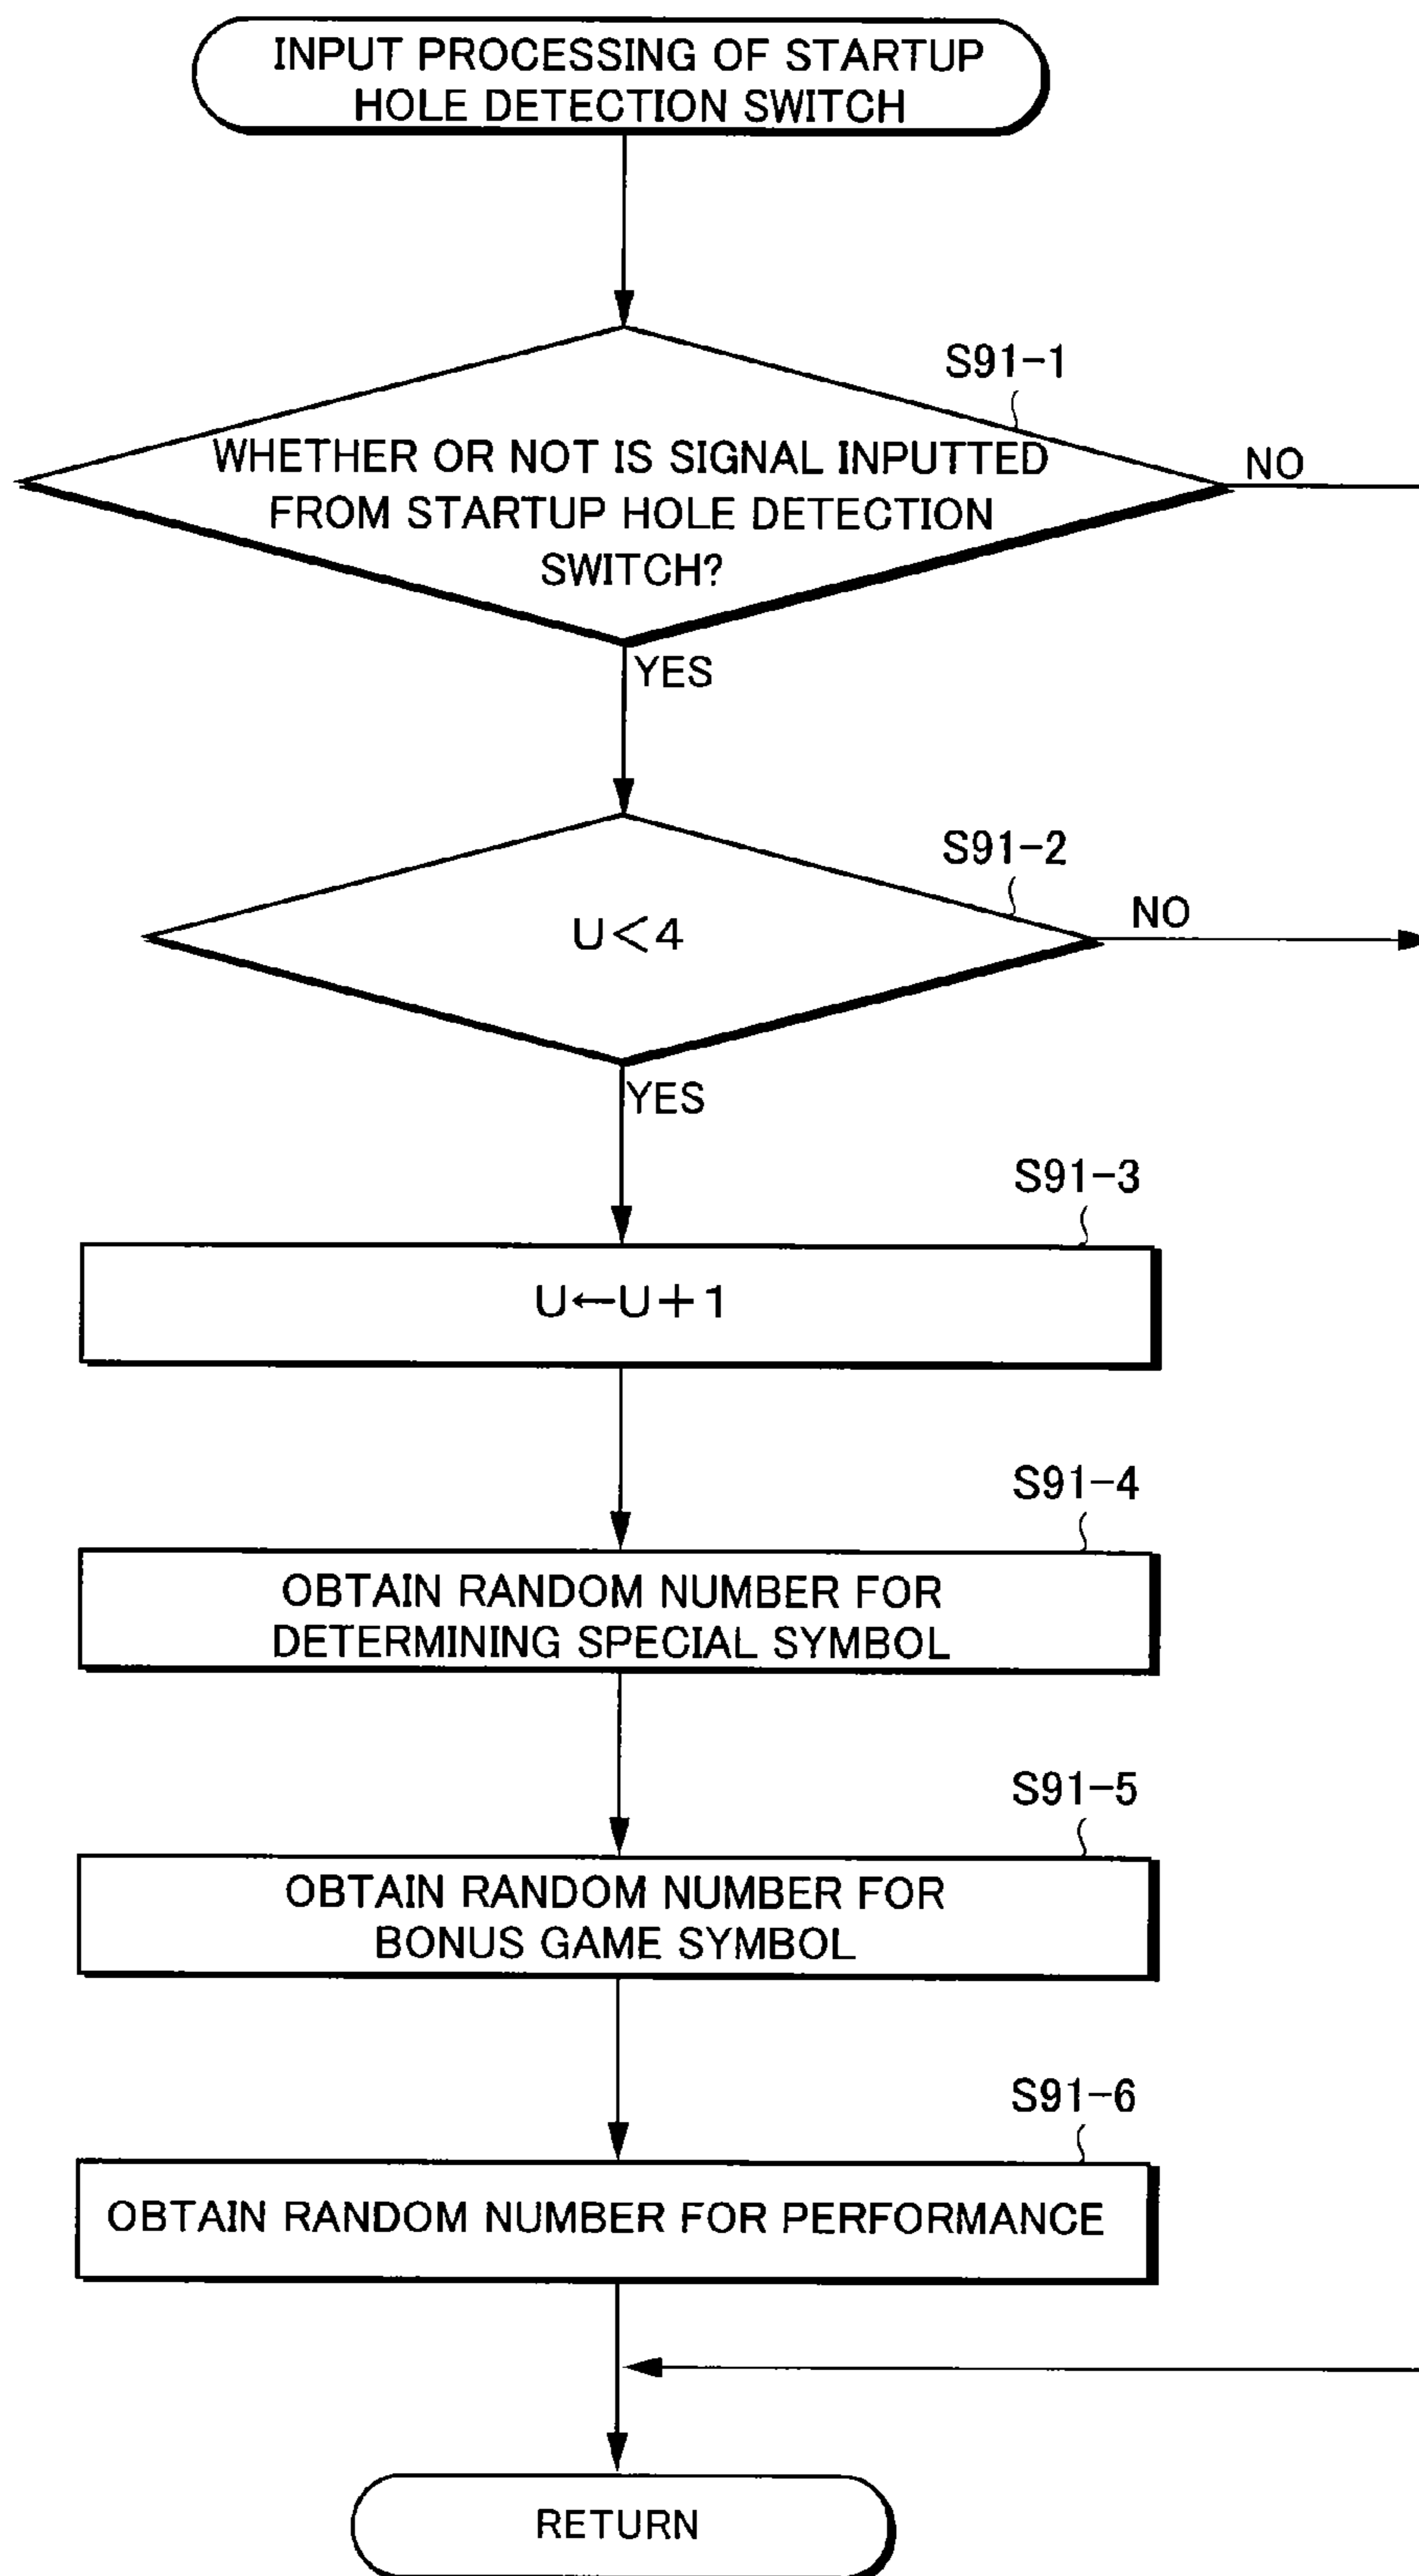 INPUT PROCESSING OF STARTUP
HOLE DETECTION SWITCH
S91-1
WHETHER OR NOT IS SIGNAL INPUTTED
FROM STARTUP HOLE DETECTION
SWITCH?
NO
YES
S91-2
U<4
NO
YES
S91-3
U←U+1
S91-4
OBTAIN RANDOM NUMBER FOR
DETERMINING SPECIAL SYMBOL
S91-5
OBTAIN RANDOM NUMBER FOR
BONUS GAME SYMBOL
S91-6
OBTAIN RANDOM NUMBER FOR PERFORMANCE
RETURN